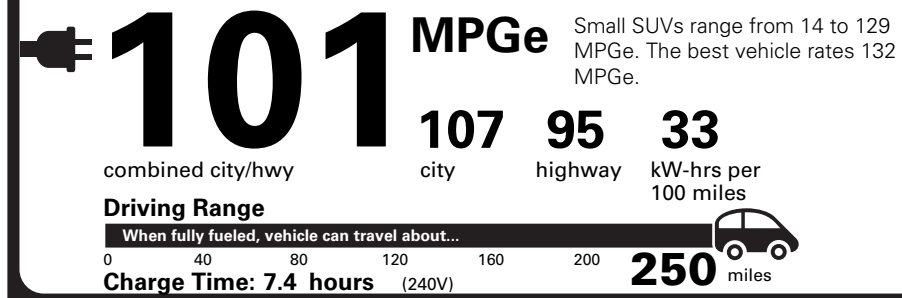 101 MPGe
Small SUVs range from 14 to 129
MPGe. The best vehicle rates 132
MPGe.
107 95 33
combined city/hwy city highway kW-hrs per
100 miles
Driving Range
When fully fueled, vehicle can travel about...
0 40 80 120 160 200 250 miles
Charge Time: 7.4 hours (240V)